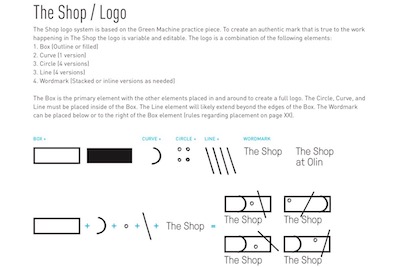 The Shop / Logo
The Shop logo system is based on the Green Machine practice piece. To create an authentic mark that is true to the work
happening in The Shop the logo is variable and editable. The logo is a combination of the following elements:
1. Box (Outline or filled)
2. Curve (1 version)
3. Circle (4 versions)
3. Line (4 versions)
4. Wordmark (Stacked or inline versions as needed)
The Box is the primary element with the other elements placed in and around to create a full logo: The Circle, Curve, and
Line must be placed inside of the Box. The Line element will likely extend beyond the edges of the Box. The Wordmark
can be placed below or to the right of the Box element (rules regarding placement on page XX).
BOX + CURVE + CIRCLE + LINE + WORDMARK
The Shop The Shop
at Olin
+ + + + The Shop =
The Shop The Shop
The Shop The Shop